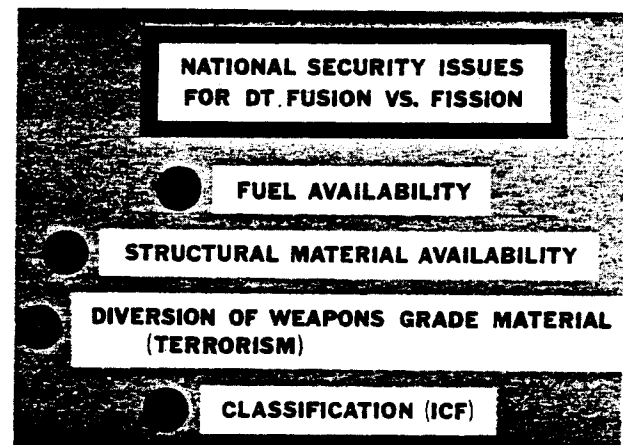 NATIONAL SECURITY ISSUES
FOR DT FUSION VS. FISSION
FUEL AVAILABILITY
STRUCTURAL MATERIAL AVAILABILITY
DIVERSION OF WEAPONS GRADE MATERIAL
(TERRORISM)
CLASSIFICATION (ICF)